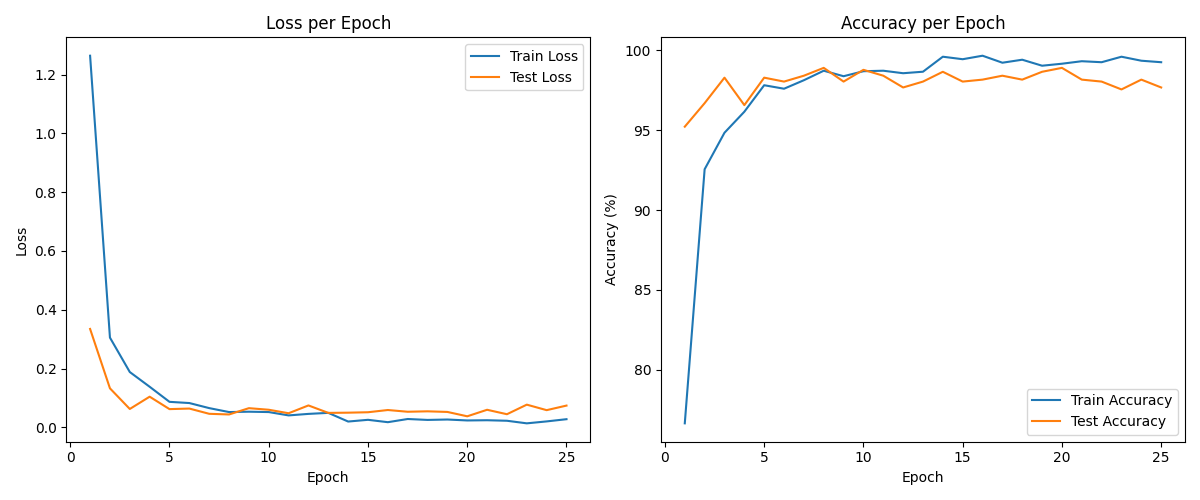 Loss per Epoch
Train Loss
Test Loss
1.2
1.0
0.8
0.6
0.4
0.2
0.0
Loss
0 5 10 15 20 25
Epoch
Accuracy per Epoch
100
95
90
85
80
Accuracy (%)
Train Accuracy
Test Accuracy
0 5 10 15 20 25
Epoch